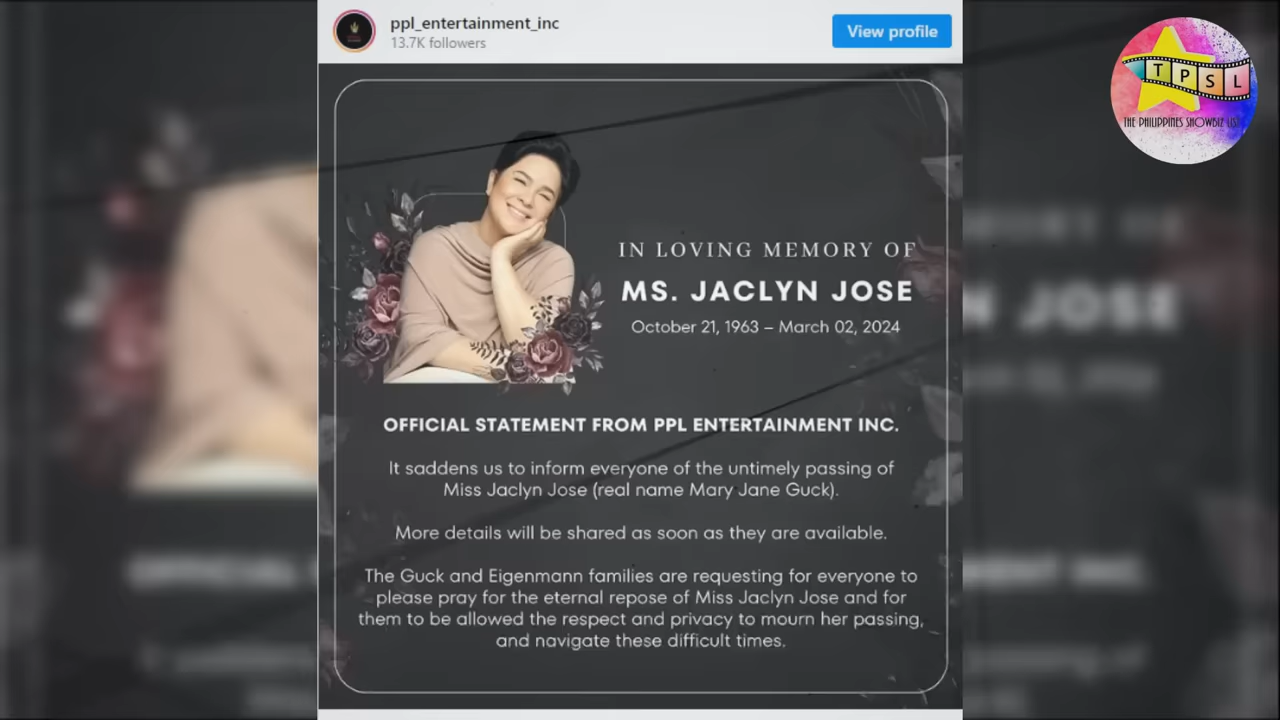 ppl_entertainment_inc
13.7K followers
View profile
T P S L
THE PHILIPPINES SHOWBIZ LIST
IN LOVING MEMORY OF
MS. JACLYN JOSE
October 21, 1963 – March 02, 2024
OFFICIAL STATEMENT FROM PPL ENTERTAINMENT INC.
It saddens us to inform everyone of the untimely passing of
Miss Jaclyn Jose (real name Mary Jane Guck).
More details will be shared as soon as they are available.
The Guck and Eigenmann families are requesting for everyone to
please pray for the eternal repose of Miss Jaclyn Jose and for
them to be allowed the respect and privacy to mourn her passing,
and navigate these difficult times.